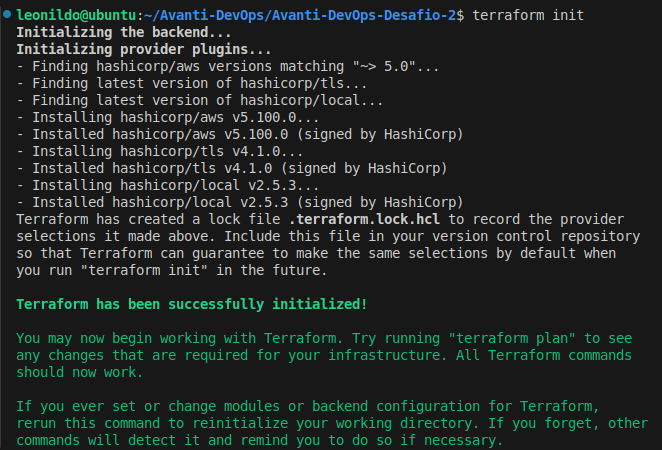 leonildo@ubuntu:~/Avanti-DevOps/Avanti-DevOps-Desafio-2$ terraform init
Initializing the backend...
Initializing provider plugins...
- Finding hashicorp/aws versions matching "~> 5.0"...
- Finding latest version of hashicorp/tls...
- Finding latest version of hashicorp/local...
- Installing hashicorp/aws v5.100.0...
- Installed hashicorp/aws v5.100.0 (signed by HashiCorp)
- Installing hashicorp/tls v4.1.0...
- Installed hashicorp/tls v4.1.0 (signed by HashiCorp)
- Installing hashicorp/local v2.5.3...
- Installed hashicorp/local v2.5.3 (signed by HashiCorp)
Terraform has created a lock file .terraform.lock.hcl to record the provider
selections it made above. Include this file in your version control repository
so that Terraform can guarantee to make the same selections by default when
you run "terraform init" in the future.
Terraform has been successfully initialized!
You may now begin working with Terraform. Try running "terraform plan" to see
any changes that are required for your infrastructure. All Terraform commands
should now work.
If you ever set or change modules or backend configuration for Terraform,
rerun this command to reinitialize your working directory. If you forget, other
commands will detect it and remind you to do so if necessary.